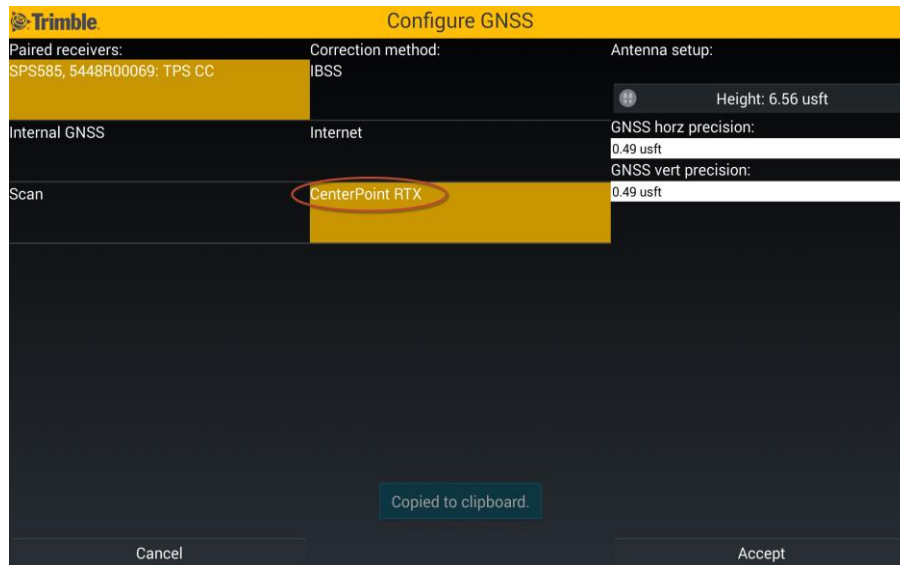 Trimble.
Configure GNSS
Paired receivers:
SPS585, 5448R00069: TPS CC
Internal GNSS
Scan
Correction method:
IBSS
Internet
CenterPoint RTX
Antenna setup:
Height: 6.56 usft
GNSS horz precision:
0.49 usft
GNSS vert precision:
0.49 usft
Copied to clipboard.
Cancel
Accept